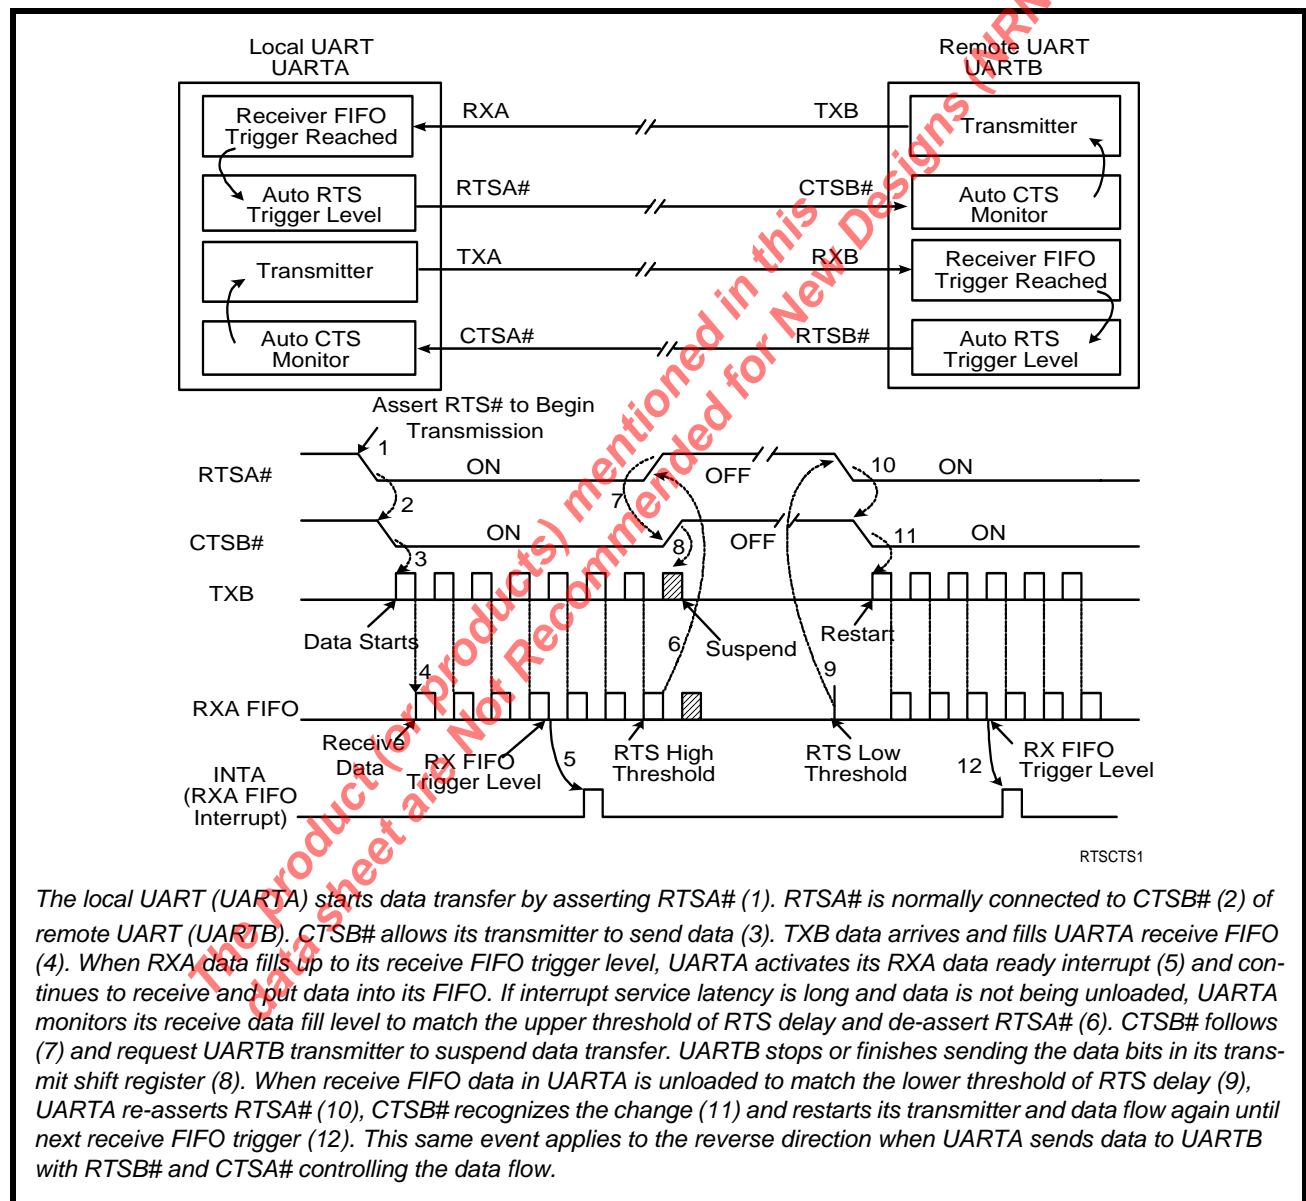 Local UART
UARTA
Remote UART
UARTB
Receiver FIFO
Trigger Reached
RXA
TXB
Transmitter
Auto RTS
Trigger Level
RTSA#
CTSB#
Auto CTS
Monitor
Transmitter
TXA
RXB
Receiver FIFO
Trigger Reached
Auto CTS
Monitor
CTSA#
RTSB#
Auto RTS
Trigger Level
Assert RTS# to Begin
Transmission
1
RTSA#
ON
OFF
10
ON
2
7
CTSB#
ON
8
OFF
11
ON
3
TXB
Data Starts
6
Suspend
Restart
4
9
RXA FIFO
Receive
Data
RX FIFO
Trigger Level
5
RTS High
Threshold
RTS Low
Threshold
12
RX FIFO
Trigger Level
INTA
(RXA FIFO
Interrupt)
RTSCTS1
The local UART (UARTA) starts data transfer by asserting RTSA# (1). RTSA# is normally connected to CTSB# (2) of
remote UART (UARTB). CTSB# allows its transmitter to send data (3). TXB data arrives and fills UARTA receive FIFO
(4). When RXA data fills up to its receive FIFO trigger level, UARTA activates its RXA data ready interrupt (5) and con-
tinues to receive and put data into its FIFO. If interrupt service latency is long and data is not being unloaded, UARTA
monitors its receive data fill level to match the upper threshold of RTS delay and de-assert RTSA# (6). CTSB# follows
(7) and request UARTB transmitter to suspend data transfer. UARTB stops or finishes sending the data bits in its trans-
mit shift register (8). When receive FIFO data in UARTA is unloaded to match the lower threshold of RTS delay (9),
UARTA re-asserts RTSA# (10), CTSB# recognizes the change (11) and restarts its transmitter and data flow again until
next receive FIFO trigger (12). This same event applies to the reverse direction when UARTA sends data to UARTB
with RTSB# and CTSA# controlling the data flow.
The product (or products) mentioned in this
data sheet are Not Recommended for New Designs (NRN